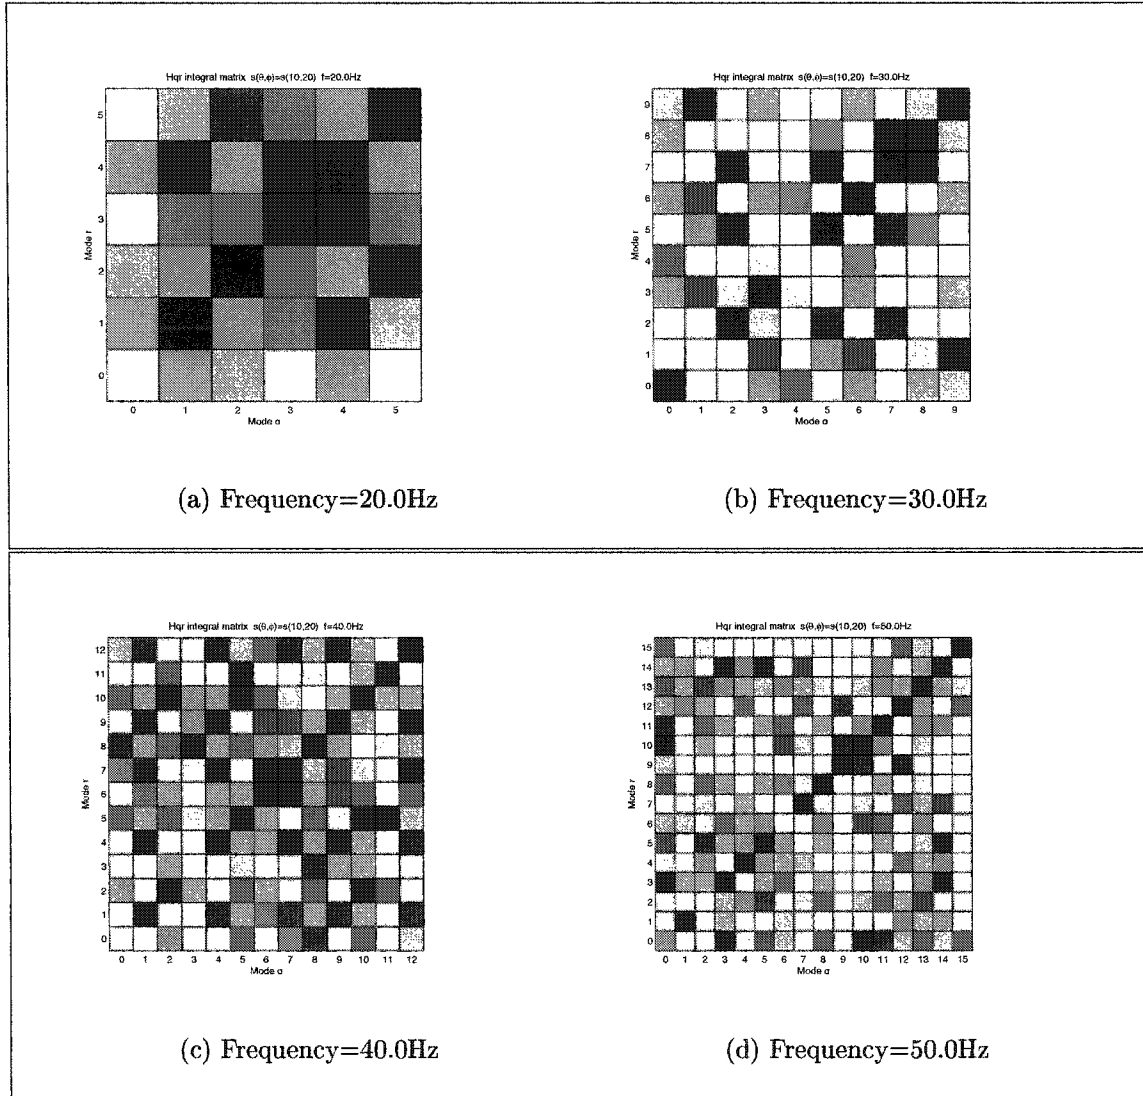 Hqr integral matrix s(θ,φ)=s(10,20) f=20.0Hz
5
4
3
2
1
0
Mode r
0 1 2 3 4 5
Mode q
(a) Frequency=20.0Hz
Hqr integral matrix s(θ,φ)=s(10,20) f=30.0Hz
9
8
7
6
5
4
3
2
1
0
Mode r
0 1 2 3 4 5 6 7 8 9
Mode q
(b) Frequency=30.0Hz
Hqr integral matrix s(θ,φ)=s(10,20) f=40.0Hz
12
11
10
9
8
7
6
5
4
3
2
1
0
Mode r
0 1 2 3 4 5 6 7 8 9 10 11 12
Mode q
(c) Frequency=40.0Hz
Hqr integral matrix s(θ,φ)=s(10,20) f=50.0Hz
15
14
13
12
11
10
9
8
7
6
5
4
3
2
1
0
Mode r
0 1 2 3 4 5 6 7 8 9 10 11 12 13 14 15
Mode q
(d) Frequency=50.0Hz